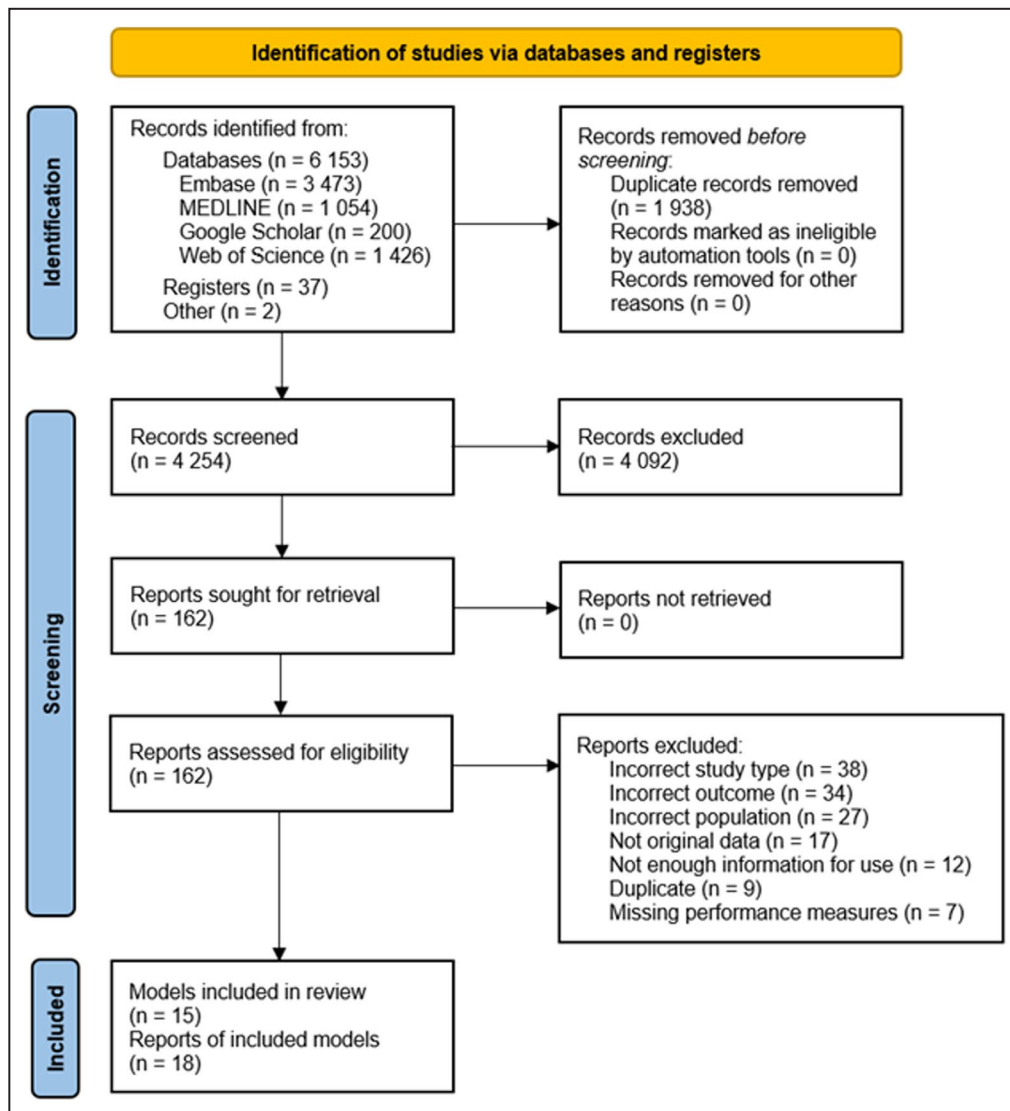 Identification of studies via databases and registers
Identification
Records identified from:
Databases (n = 6 153)
Embase (n = 3 473)
MEDLINE (n = 1 054)
Google Scholar (n = 200)
Web of Science (n = 1 426)
Registers (n = 37)
Other (n = 2)
Records removed before
screening:
Duplicate records removed
(n = 1 938)
Records marked as ineligible
by automation tools (n = 0)
Records removed for other
reasons (n = 0)
Screening
Records screened
(n = 4 254)
Records excluded
(n = 4 092)
Reports sought for retrieval
(n = 162)
Reports not retrieved
(n = 0)
Reports assessed for eligibility
(n = 162)
Reports excluded:
Incorrect study type (n = 38)
Incorrect outcome (n = 34)
Incorrect population (n = 27)
Not original data (n = 17)
Not enough information for use (n = 12)
Duplicate (n = 9)
Missing performance measures (n = 7)
Included
Models included in review
(n = 15)
Reports of included models
(n = 18)